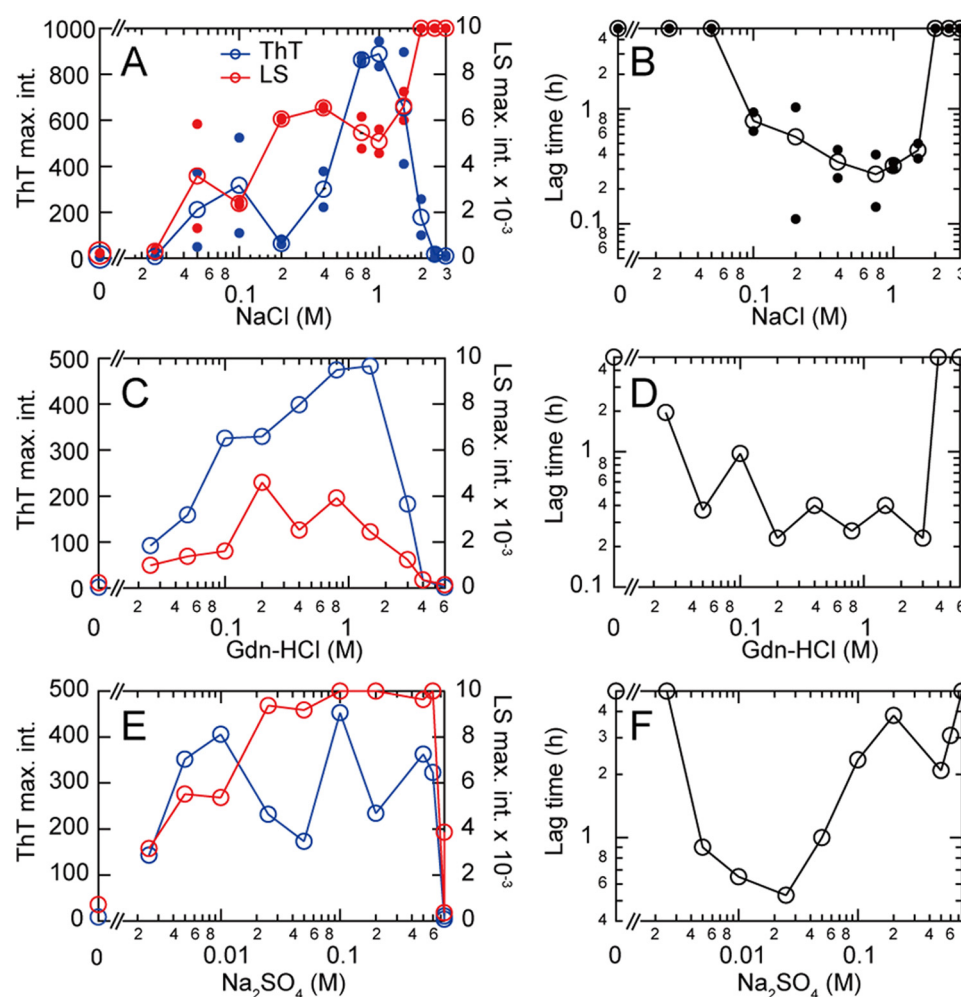 A
ThT max. int.
1000
800
600
400
200
0
ThT
LS
10
8
6
4
2
0
LS max. int. x 10⁻³
2 4 6 8 2 4 6 8 2 3
0 0.1 1
NaCl (M)
B
Lag time (h)
4
2
1
8
6
4
2
0.1
2 4 6 8 2 4 6 8 2 3
0 0.1 1
NaCl (M)
C
ThT max. int.
500
400
300
200
100
0
10
8
6
4
2
0
LS max. int. x 10⁻³
2 4 6 8 2 4 6 8 2 4 6
0 0.1 1
Gdn-HCl (M)
D
Lag time (h)
4
2
1
8
6
4
2
0.1
2 4 6 8 2 4 6 8 2 4 6
0 0.1 1
Gdn-HCl (M)
E
ThT max. int.
500
400
300
200
100
0
10
8
6
4
2
0
LS max. int. x 10⁻³
2 4 6 8 2 4 6 8 2 4 6
0 0.01 0.1
Na₂SO₄ (M)
F
Lag time (h)
4
3
2
1
8
6
4
2 4 6 8 2 4 6 8 2 4 6
0 0.01 0.1
Na₂SO₄ (M)